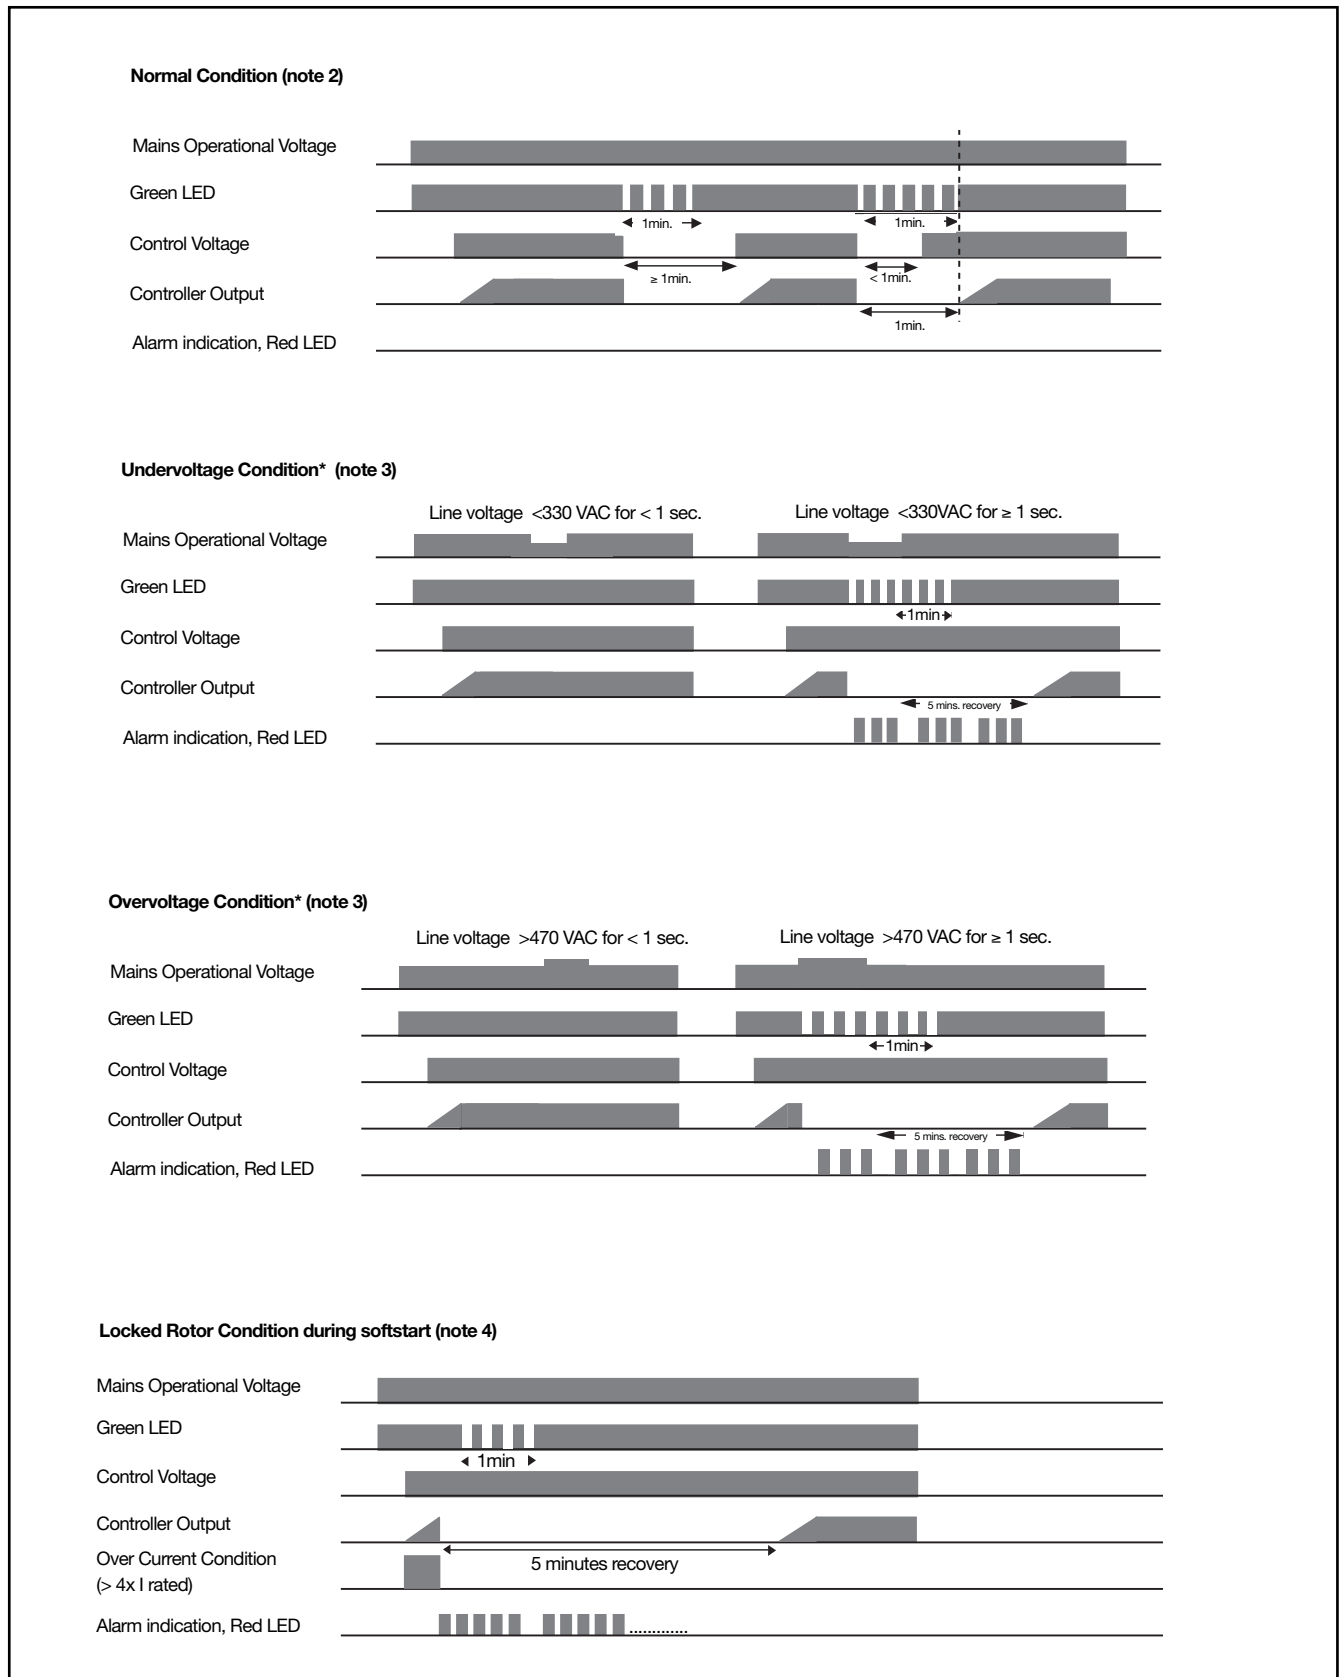 Normal Condition (note 2)
Mains Operational Voltage
Green LED
1min.
1min.
Control Voltage
≥ 1min.
< 1min.
Controller Output
1min.
Alarm indication, Red LED
Undervoltage Condition* (note 3)
Line voltage <330 VAC for < 1 sec.
Line voltage <330VAC for ≥ 1 sec.
Mains Operational Voltage
Green LED
1min
Control Voltage
Controller Output
5 mins. recovery
Alarm indication, Red LED
Overvoltage Condition* (note 3)
Line voltage >470 VAC for < 1 sec.
Line voltage >470 VAC for ≥ 1 sec.
Mains Operational Voltage
Green LED
1min
Control Voltage
Controller Output
5 mins. recovery
Alarm indication, Red LED
Locked Rotor Condition during softstart (note 4)
Mains Operational Voltage
Green LED
1min
Control Voltage
Controller Output
5 minutes recovery
Over Current Condition
(> 4x I rated)
Alarm indication, Red LED
.............